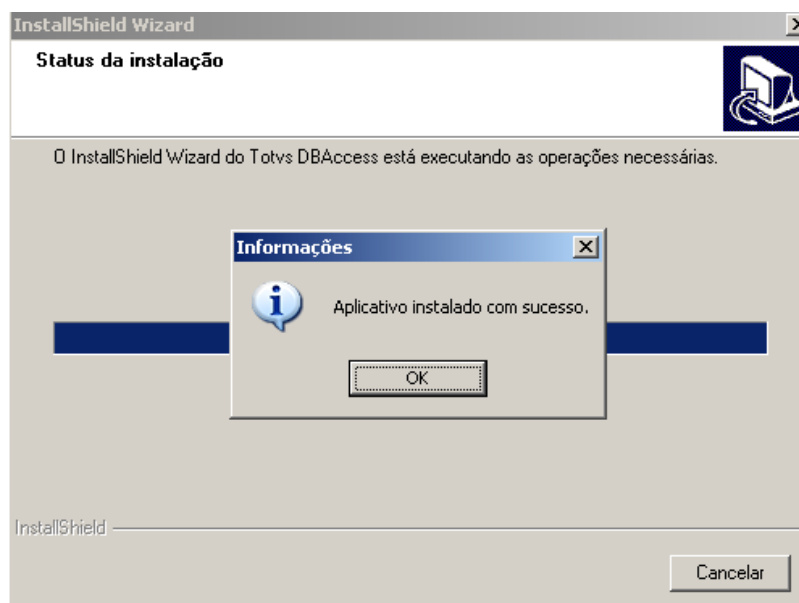 InstallShield Wizard
Status da instalação
O InstallShield Wizard do Totvs DBAccess está executando as operações necessárias.
Informações
Aplicativo instalado com sucesso.
OK
InstallShield
Cancelar